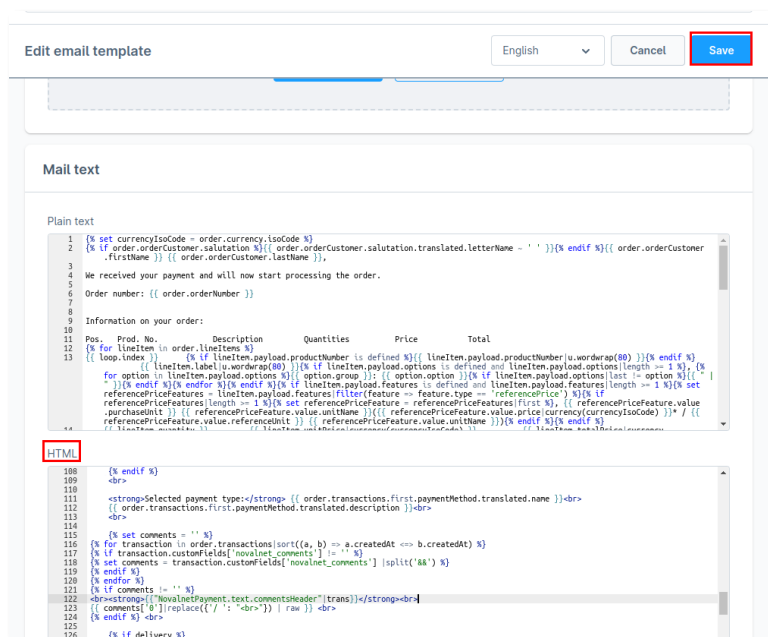 Edit email template
English
Cancel
Save
Mail text
Plain text
1 {% set currencyIsoCode = order.currency.isoCode %}
2 {% if order.orderCustomer.salutation %}{{ order.orderCustomer.salutation.translated.letterName ~ ' ' }}{% endif %}{{ order.orderCustomer
.firstName }} {{ order.orderCustomer.lastName }},
3
4 We received your payment and will now start processing the order.
5
6 Order number: {{ order.orderNumber }}
7
8
9 Information on your order:
10
11 Pos. Prod. No. Description Quantities Price Total
12 {% for lineItem in order.lineItems %}
13 {{ loop.index }} {% if lineItem.payload.productNumber is defined %}{{ lineItem.payload.productNumber|u.wordwrap(80) }}{% endif %}
{{ lineItem.label|u.wordwrap(80) }}{% if lineItem.payload.options is defined and lineItem.payload.options|length >= 1 %}, {%
for option in lineItem.payload.options %}{{ option.group }}: {{ option.option }}{% if lineItem.payload.options|last != option %}{{ " |
" }}{% endif %}{% endfor %}{% endif %}{% if lineItem.payload.features is defined and lineItem.payload.features|length >= 1 %}{% set
referencePriceFeatures = lineItem.payload.features|filter(feature => feature.type == 'referencePrice') %}{% if
referencePriceFeatures|length >= 1 %}{% set referencePriceFeature = referencePriceFeatures|first %}, {{ referencePriceFeature.value
.purchaseUnit }} {{ referencePriceFeature.value.unitName }}({{ referencePriceFeature.value.price|currency(currencyIsoCode) }}* / {{
referencePriceFeature.value.referenceUnit }} {{ referencePriceFeature.value.unitName }}){% endif %}{% endif %}
14 {{ lineItem.quantity }} {{ lineItem.unitPrice|currency(currencyIsoCode) }} {{ lineItem.totalPrice|currency
HTML
108 {% endif %}
109 <br>
110
111 <strong>Selected payment type:</strong> {{ order.transactions.first.paymentMethod.translated.name }}<br>
112 {{ order.transactions.first.paymentMethod.translated.description }}<br>
113 <br>
114
115 {% set comments = '' %}
116 {% for transaction in order.transactions|sort((a, b) => a.createdAt <=> b.createdAt) %}
117 {% if transaction.customFields['novalnet_comments'] != '' %}
118 {% set comments = transaction.customFields['novalnet_comments'] |split('&&') %}
119 {% endif %}
120 {% endfor %}
121 {% if comments != '' %}
122 <br><strong>{{"NovalnetPayment.text.commentsHeader"|trans}}</strong><br>
123 {{ comments['0']|replace({'/ ': "<br>"}) | raw }} <br>
124 {% endif %} <br>
125
126 {% if delivery %}